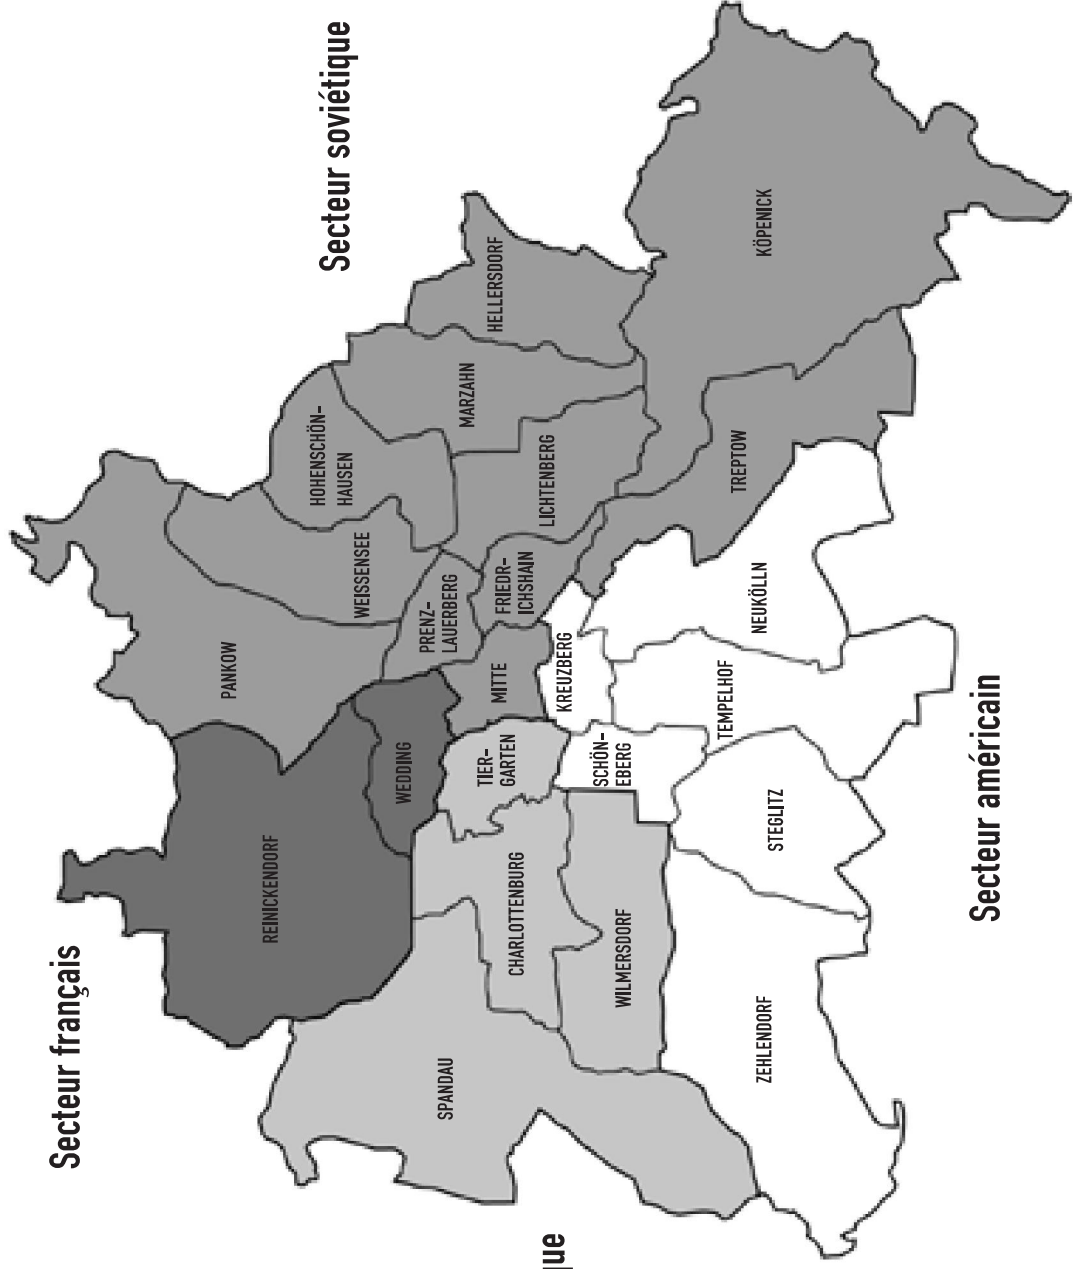 Secteur français
Secteur soviétique
REINICKENDORF
WEDDING
PANKOW
WEISSENSEE
HOHENSCHÖN-
HAUSEN
PRENZ-
LAUERBERG
MARZAHN
HELLERSDORF
LICHTENBERG
FRIEDR-
ICHSHAIN
MITTE
TIER-
GARTEN
CHARLOTTENBURG
SPANDAU
WILMERSDORF
SCHÖN-
EBERG
KREUZBERG
KÖPENICK
TREPTOW
NEUKÖLLN
TEMPELHOF
STEGLITZ
ZEHLENDORF
Secteur américain